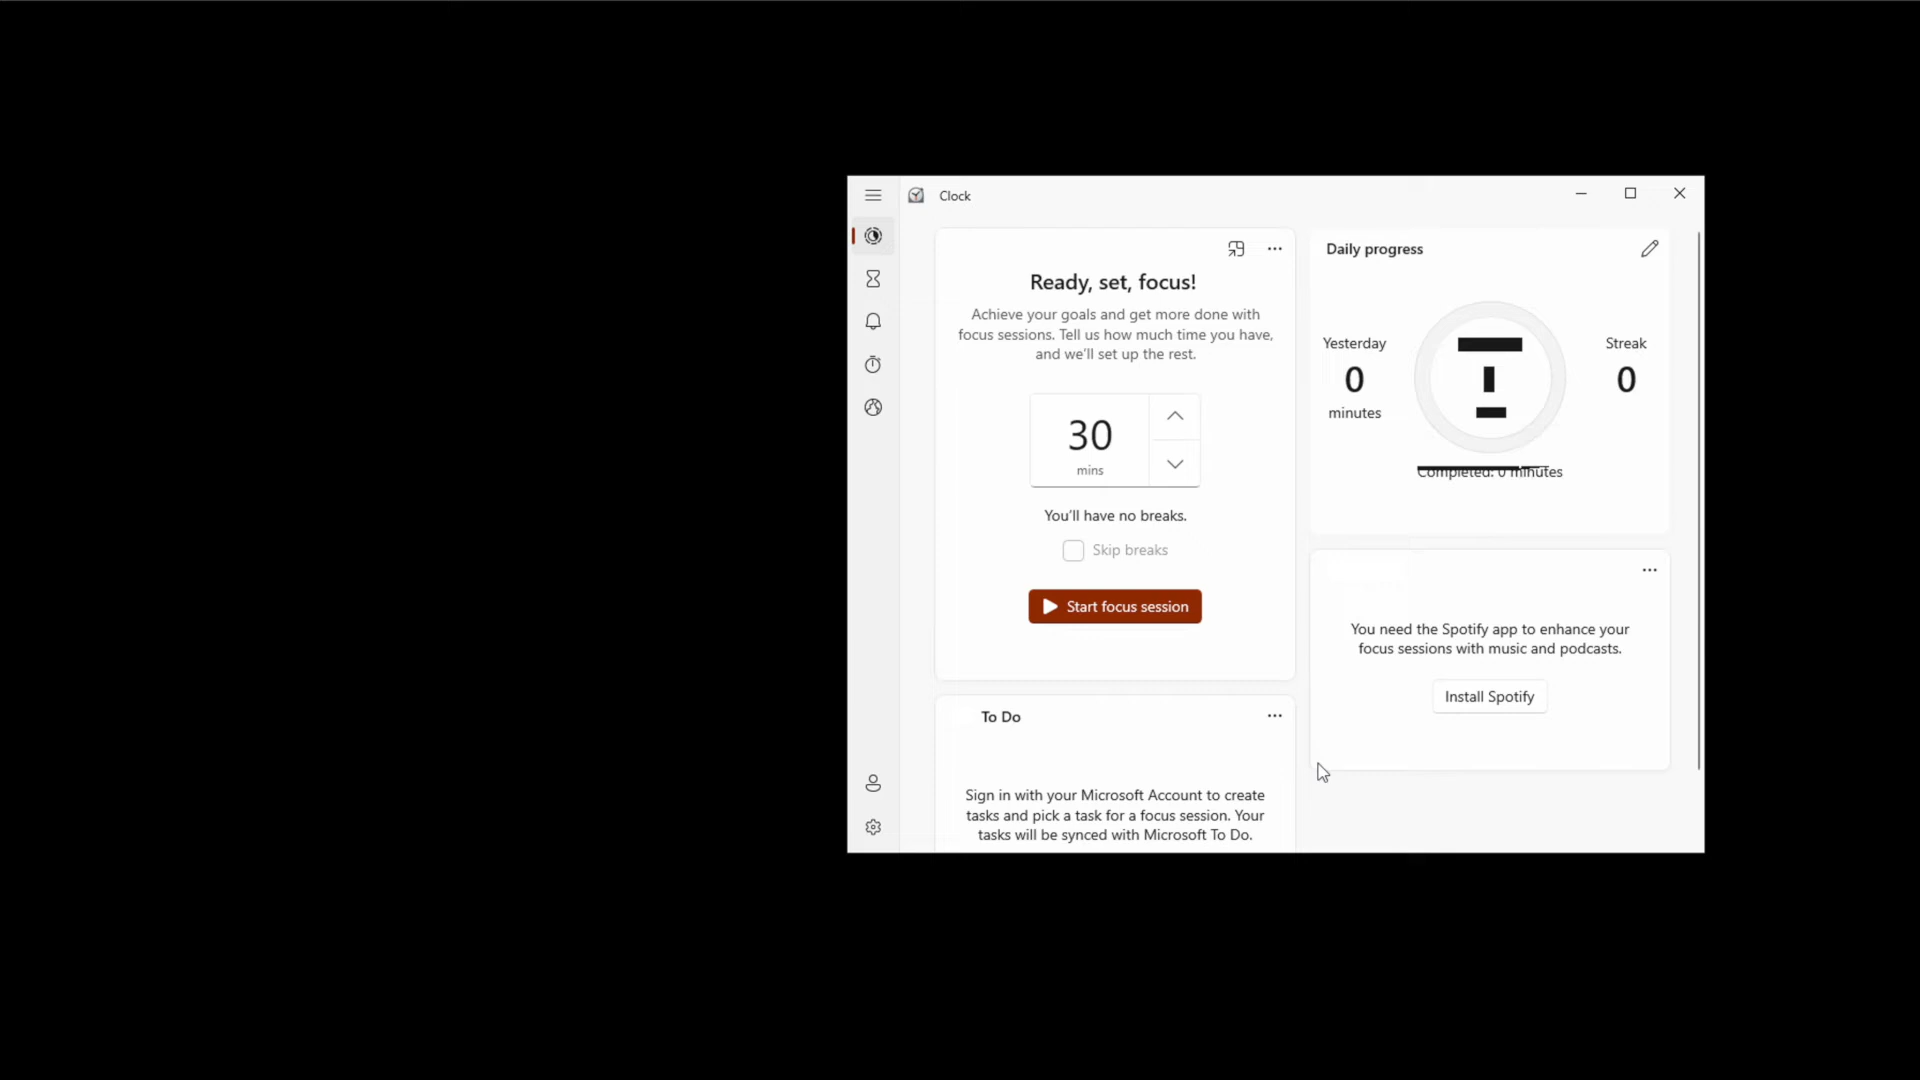 Clock
Ready, set, focus!
Achieve your goals and get more done with
focus sessions. Tell us how much time you have,
and we'll set up the rest.
30
mins
You'll have no breaks.
Skip breaks
Start focus session
To Do
Sign in with your Microsoft Account to create
tasks and pick a task for a focus session. Your
tasks will be synced with Microsoft To Do.
Daily progress
Yesterday
0
minutes
Streak
0
Completed: 0 minutes
You need the Spotify app to enhance your
focus sessions with music and podcasts.
Install Spotify